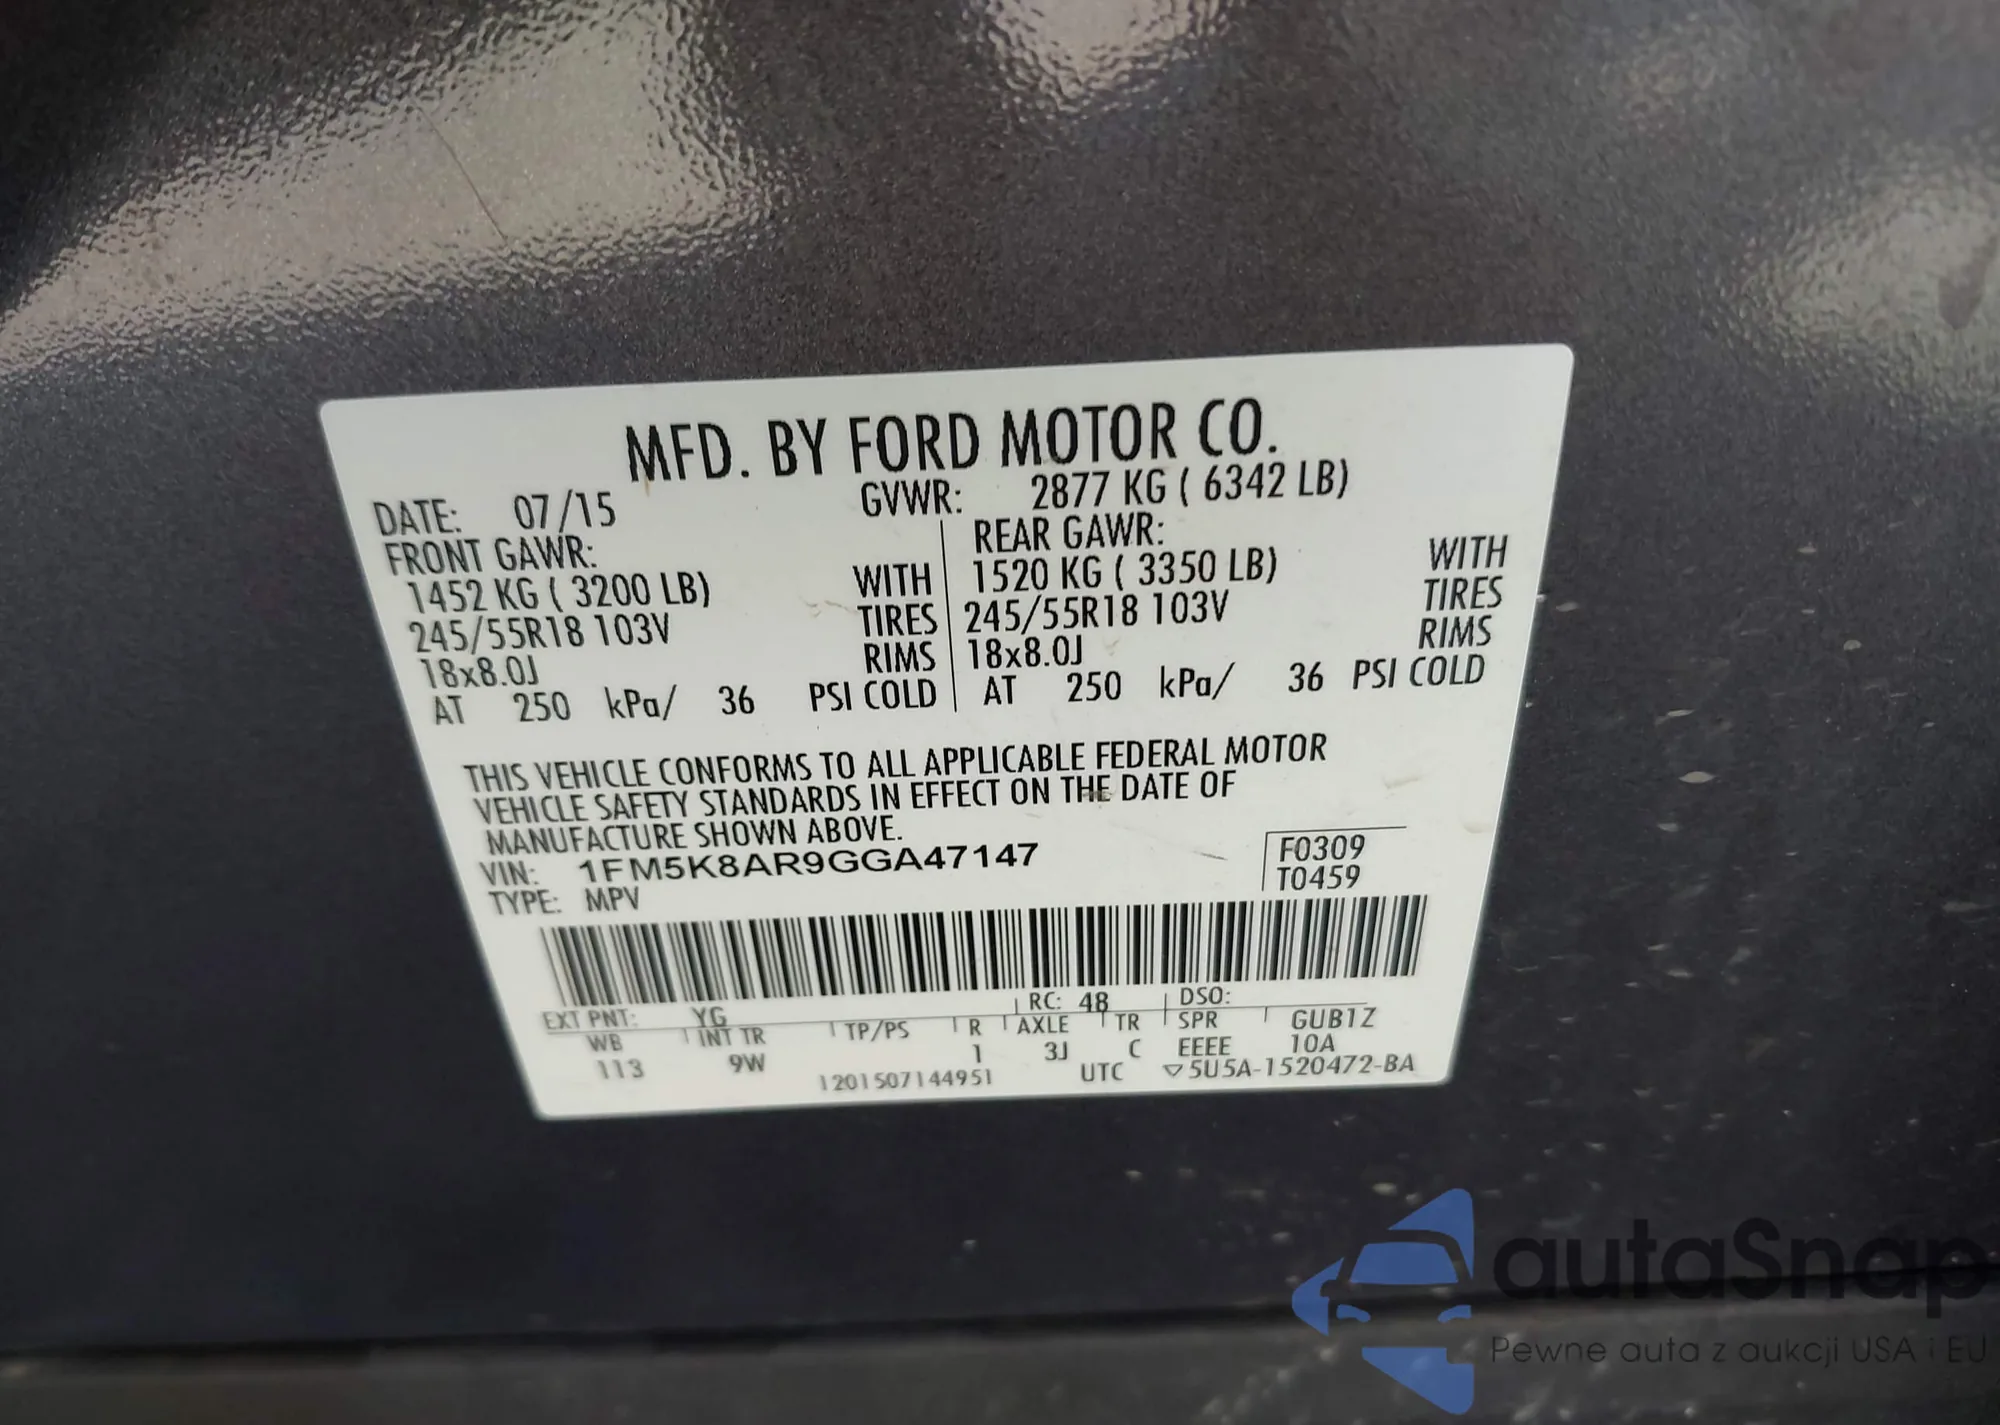 MFD. BY FORD MOTOR CO.
DATE: 07/15 GVWR: 2877 KG ( 6342 LB)
FRONT GAWR: REAR GAWR:
1452 KG ( 3200 LB) WITH 1520 KG ( 3350 LB) WITH
245/55R18 103V TIRES 245/55R18 103V TIRES
18x8.0J RIMS 18x8.0J RIMS
AT 250 kPa/ 36 PSI COLD AT 250 kPa/ 36 PSI COLD
THIS VEHICLE CONFORMS TO ALL APPLICABLE FEDERAL MOTOR
VEHICLE SAFETY STANDARDS IN EFFECT ON THE DATE OF
MANUFACTURE SHOWN ABOVE.
VIN: 1FM5K8AR9GGA47147 F0309
TYPE: MPV T0459
EXT PNT: YG RC: 48 DSO:
WB INT TR TP/PS R AXLE TR SPR GUB1Z
113 9W 1 3J C EEEE 10A
1201507144951 UTC ▽5U5A-1520472-BA
autaSnap
Pewne auta z aukcji USA i EU